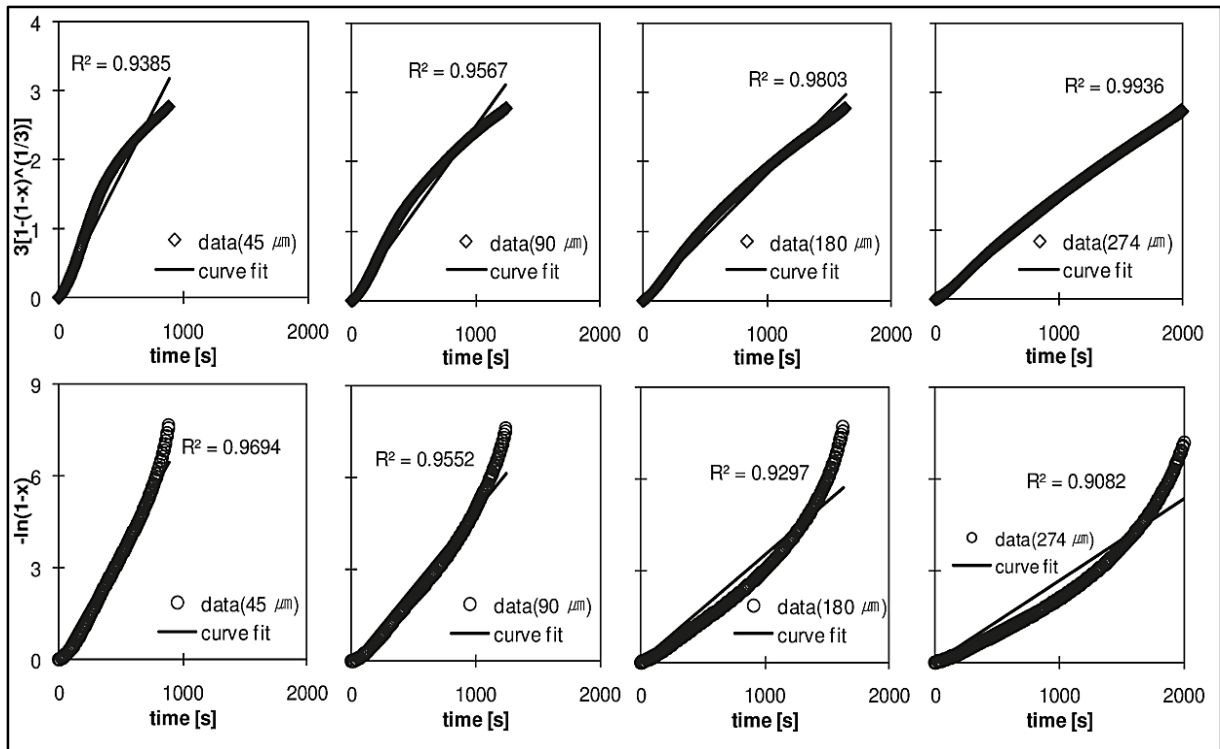 3[1-(1-x)^(1/3)]
4
3
2
1
0
R² = 0.9385
◇ data(45 μm)
curve fit
0 1000 2000
time [s]
R² = 0.9567
◇ data(90 μm)
curve fit
0 1000 2000
time [s]
R² = 0.9803
◇ data(180 μm)
curve fit
0 1000 2000
time [s]
R² = 0.9936
◇ data(274 μm)
curve fit
0 1000 2000
time [s]
-ln(1-x)
9
6
3
0
R² = 0.9694
○ data(45 μm)
curve fit
0 1000 2000
time [s]
R² = 0.9552
○ data(90 μm)
curve fit
0 1000 2000
time [s]
R² = 0.9297
○ data(180 μm)
curve fit
0 1000 2000
time [s]
R² = 0.9082
○ data(274 μm)
curve fit
0 1000 2000
time [s]